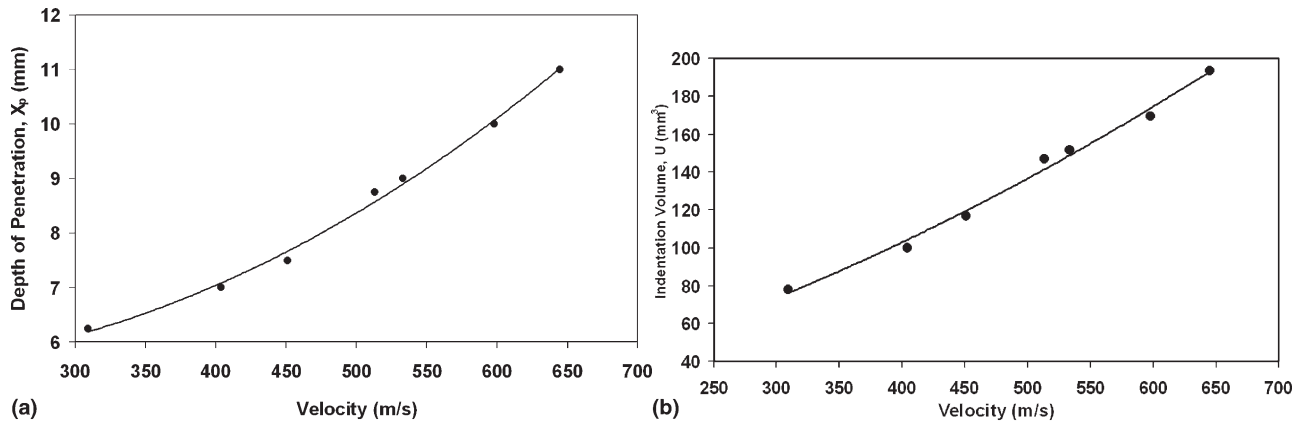 12
11
10
9
8
7
6
Depth of Penetration, Xₚ (mm)
300 350 400 450 500 550 600 650 700
Velocity (m/s)
(a)
200
180
160
140
120
100
80
60
40
Indentation Volume, U (mm³)
250 300 350 400 450 500 550 600 650 700
Velocity (m/s)
(b)